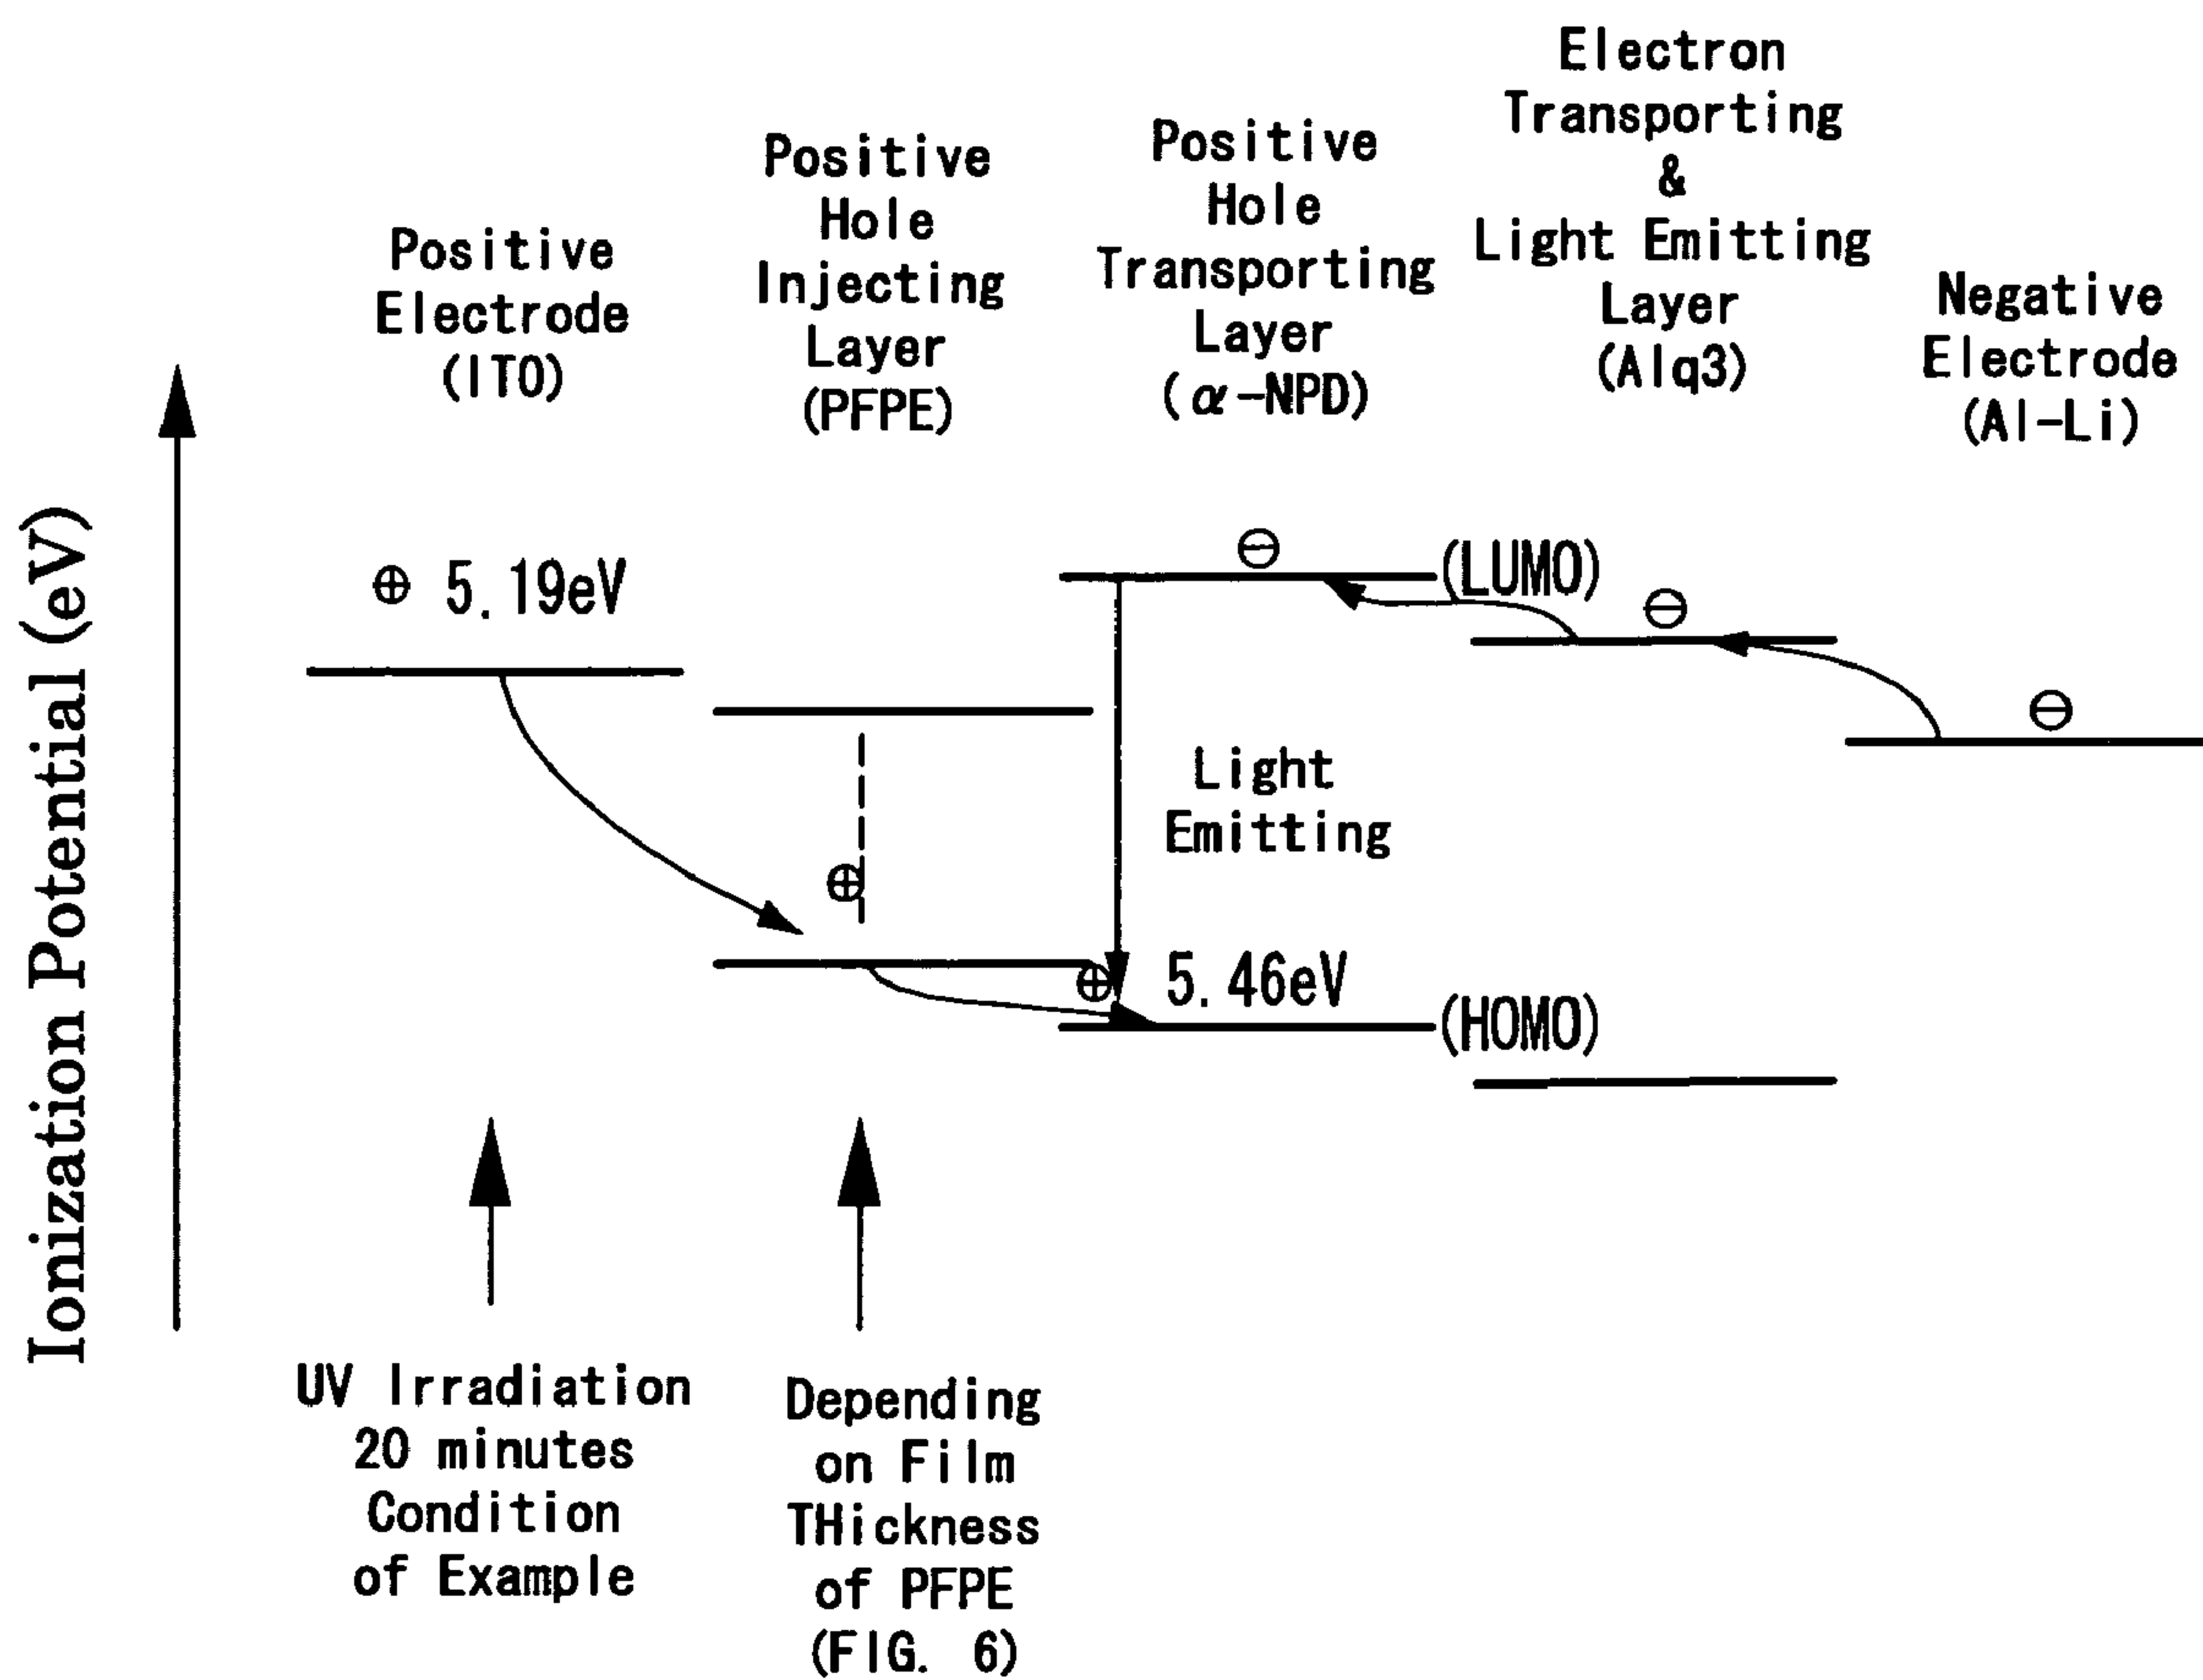 Ionization Potential (eV)
Positive
Electrode
(ITO)
Positive
Hole
Injecting
Layer
(PFPE)
Positive
Hole
Transporting
Layer
(α-NPD)
Electron
Transporting
&
Light Emitting
Layer
(Alq3)
Negative
Electrode
(Al-Li)
⊕ 5.19eV
⊖
(LUMO)
⊖
⊖
Light
Emitting
⊕
⊕ 5.46eV
(HOMO)
UV Irradiation
20 minutes
Condition
of Example
Depending
on Film
THickness
of PFPE
(FIG. 6)